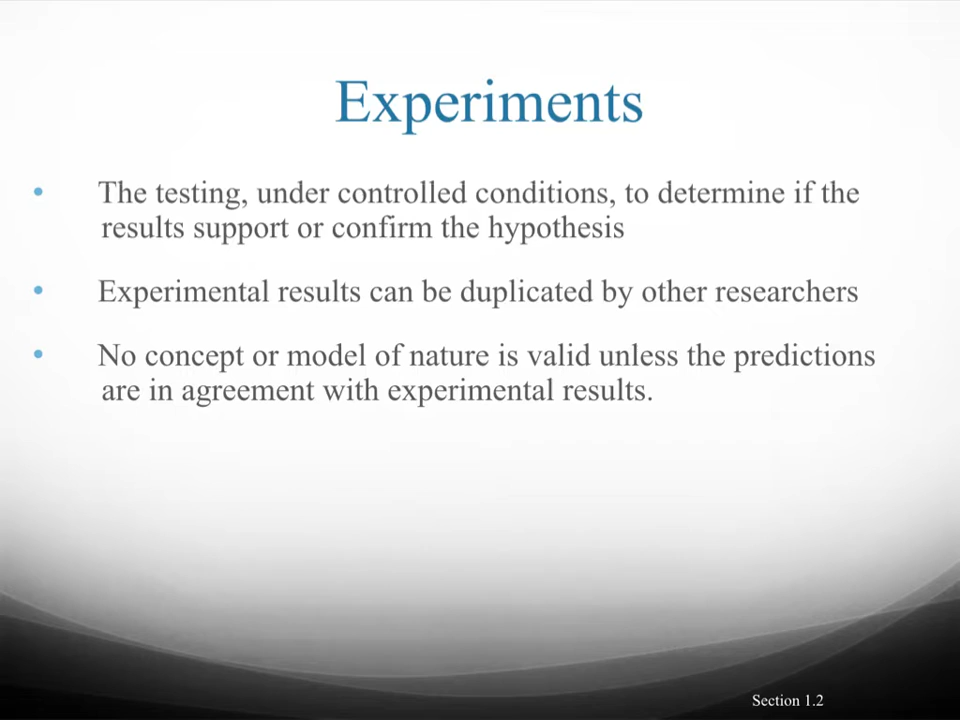 Experiments
• The testing, under controlled conditions, to determine if the
results support or confirm the hypothesis
• Experimental results can be duplicated by other researchers
• No concept or model of nature is valid unless the predictions
are in agreement with experimental results.
Section 1.2